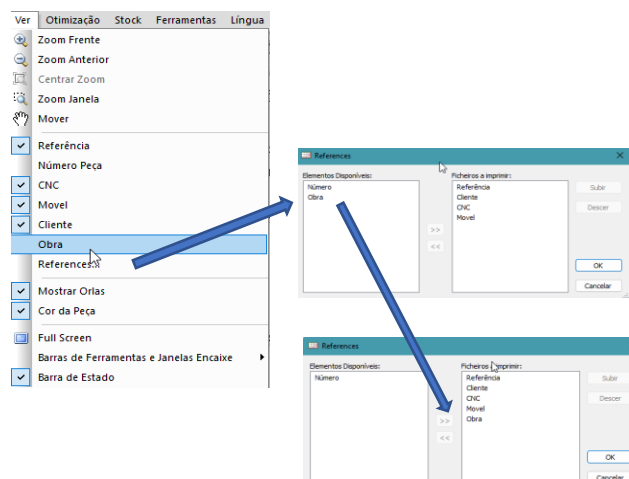 Ver Otimização Stock Ferramentas Língua
Zoom Frente
Zoom Anterior
Centrar Zoom
Zoom Janela
Mover
Referência
Número Peça
CNC
Movel
Cliente
Obra
References...
Mostrar Orlas
Cor da Peça
Full Screen
Barras de Ferramentas e Janelas Encaixe
Barra de Estado
References
Elementos Disponíveis:
Número
Obra
>>
<<
Ficheiros a imprimir:
Referência
Cliente
CNC
Movel
Subir
Descer
OK
Cancelar
References
Elementos Disponíveis:
Número
>>
<<
Ficheiros a imprimir:
Referência
Cliente
CNC
Movel
Obra
Subir
Descer
OK
Cancelar